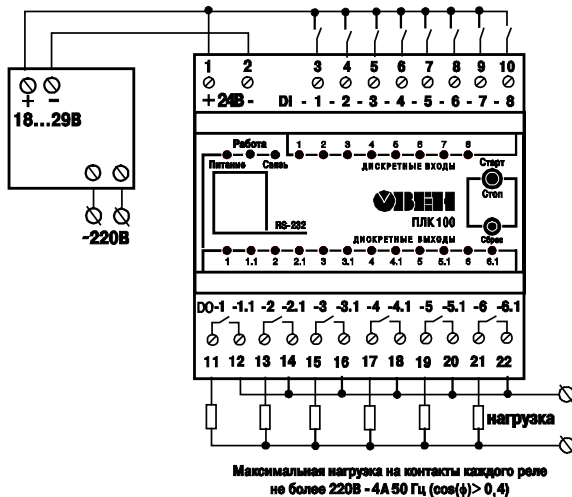 1 2 3 4 5 6 7 8 9 10
+ 24В - DI - 1 - 2 - 3 - 4 - 5 - 6 - 7 - 8
+ -
18...29В
~220В
Работа
Питание Связь
1 2 3 4 5 6 7 8
ДИСКРЕТНЫЕ ВХОДЫ
Старт
Стоп
ОВЕН
ПЛК 100
RS-232
Сброс
ДИСКРЕТНЫЕ ВЫХОДЫ
1 1.1 2 2.1 3 3.1 4 4.1 5 5.1 6 6.1
DO-1 -1.1 -2 -2.1 -3 -3.1 -4 -4.1 -5 -5.1 -6 -6.1
11 12 13 14 15 16 17 18 19 20 21 22
нагрузка
Максимальная нагрузка на контакты каждого реле
не более 220В - 4А 50 Гц (cos(ϕ)> 0,4)